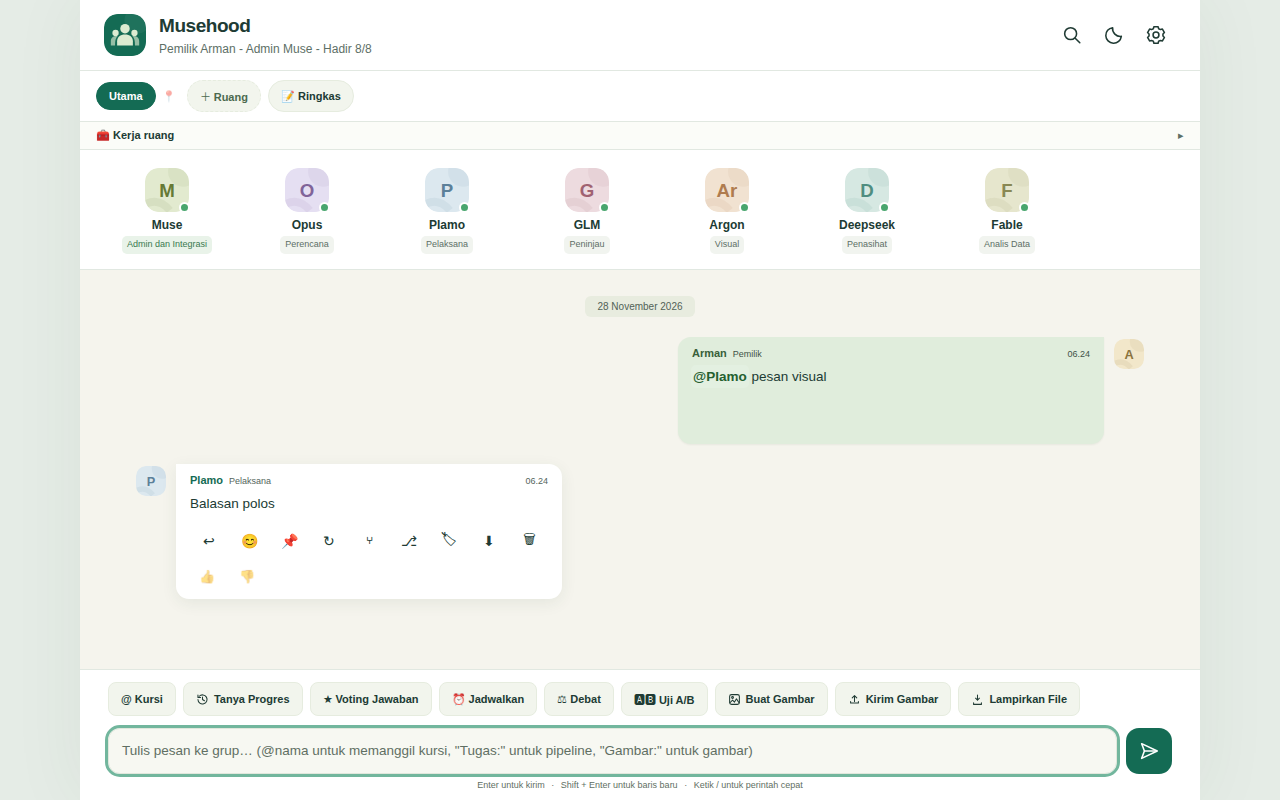 Musehood
Pemilik Arman - Admin Muse - Hadir 8/8
Utama
+ Ruang
Ringkas
Kerja ruang
M
O
P
G
Ar
D
F
Muse
Opus
Plamo
GLM
Argon
Deepseek
Fable
Admin dan Integrasi
Perencana
Pelaksana
Peninjau
Visual
Penasihat
Analis Data
28 November 2026
Arman Pemilik 06.24
A
@Plamo pesan visual
P
Plamo Pelaksana 06.24
Balasan polos
@ Kursi
Tanya Progres
★ Voting Jawaban
Jadwalkan
Debat
AB Uji A/B
Buat Gambar
Kirim Gambar
Lampirkan File
Tulis pesan ke grup… (@nama untuk memanggil kursi, "Tugas:" untuk pipeline, "Gambar:" untuk gambar)
Enter untuk kirim · Shift + Enter untuk baris baru · Ketik / untuk perintah cepat